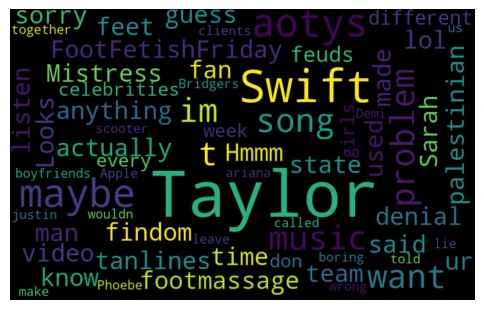 sorry guess aotys different
together feet clients us
FootFetishFriday feuds lol
Mistress fan Swift made
celebrities Bridgers
listen Looks anything im song used problem Sarah palestinian
actually week girls Demi
every t Hmmm state
boyfriends Apple scooter ariana
maybe Taylor denial
justin wouldn called
man findom leave music said
video time boring told lie
tanlines don team want ur
know Phoebe footmassage wrong
make